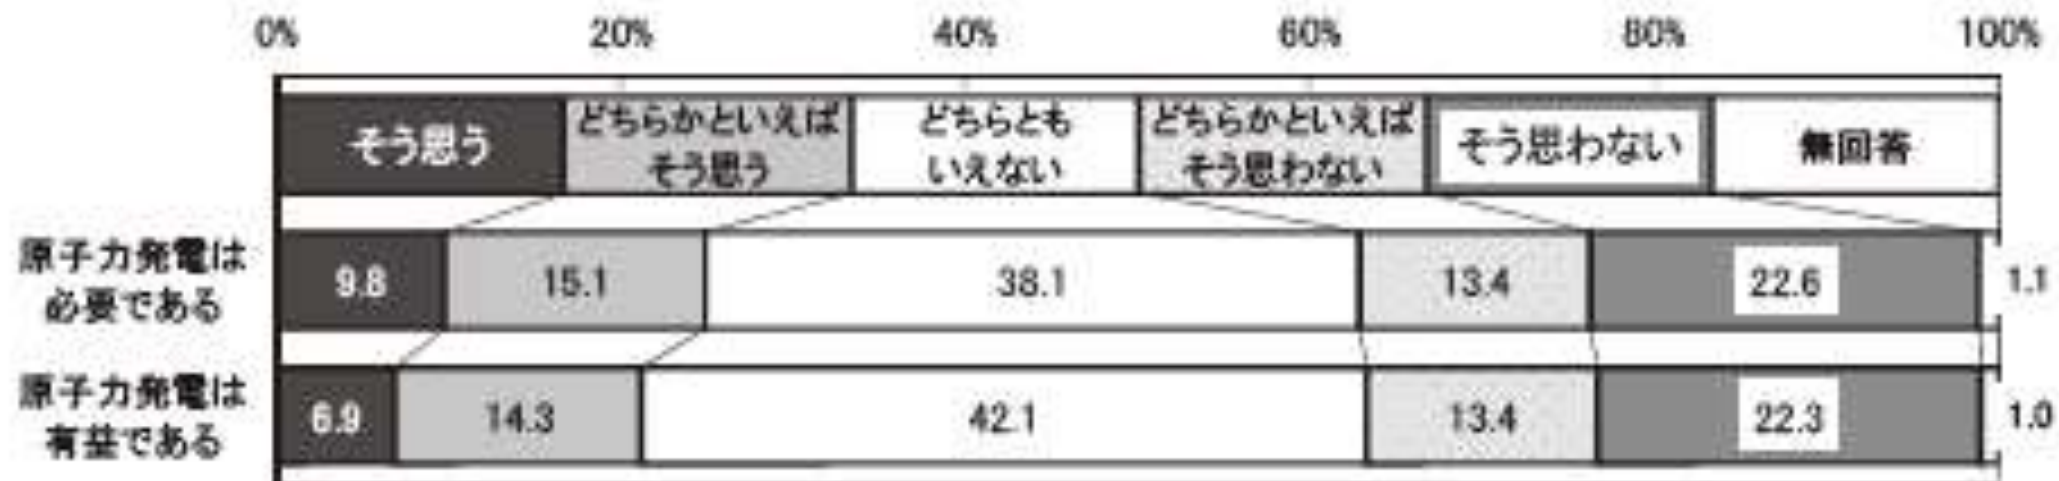 0% 20% 40% 60% 80% 100%
そう思う
どちらかといえば
そう思う
どちらとも
いえない
どちらかといえば
そう思わない
そう思わない
無回答
原子力発電は
必要である
9.8 15.1 38.1 13.4 22.6 1.1
原子力発電は
有益である
6.9 14.3 42.1 13.4 22.3 1.0